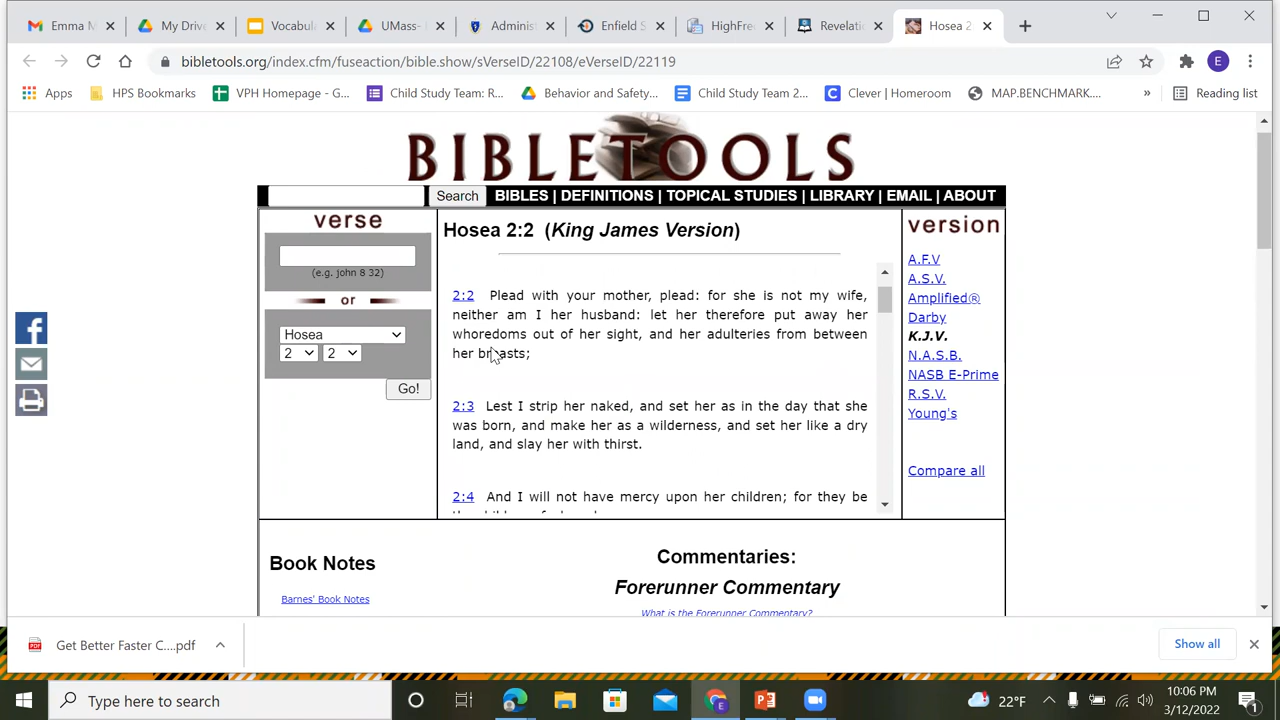 Emma M
My Driv
Vocabul
UMass-
Administ
Enfield S
HighFree
Revelatio
Hosea 2
bibletools.org/index.cfm/fuseaction/bible.show/sVerseID/22108/eVerseID/22119
E
Apps
HPS Bookmarks
VPH Homepage - G...
Child Study Team: R...
Behavior and Safety...
Child Study Team 2...
Clever | Homeroom
MAP.BENCHMARK....
»
Reading list
BIBLETOOLS
Search
BIBLES | DEFINITIONS | TOPICAL STUDIES | LIBRARY | EMAIL | ABOUT
verse
(e.g. john 8 32)
or
Hosea
2 2
Go!
Hosea 2:2 (King James Version)
2:2 Plead with your mother, plead: for she is not my wife,
neither am I her husband: let her therefore put away her
whoredoms out of her sight, and her adulteries from between
her breasts;
2:3 Lest I strip her naked, and set her as in the day that she
was born, and make her as a wilderness, and set her like a dry
land, and slay her with thirst.
2:4 And I will not have mercy upon her children; for they be
version
A.F.V
A.S.V.
Amplified®
Darby
K.J.V.
N.A.S.B.
NASB E-Prime
R.S.V.
Young's
Compare all
Book Notes
Barnes' Book Notes
Commentaries:
Forerunner Commentary
What is the Forerunner Commentary?
Get Better Faster C....pdf
Show all
Type here to search
22°F
10:06 PM
3/12/2022
1